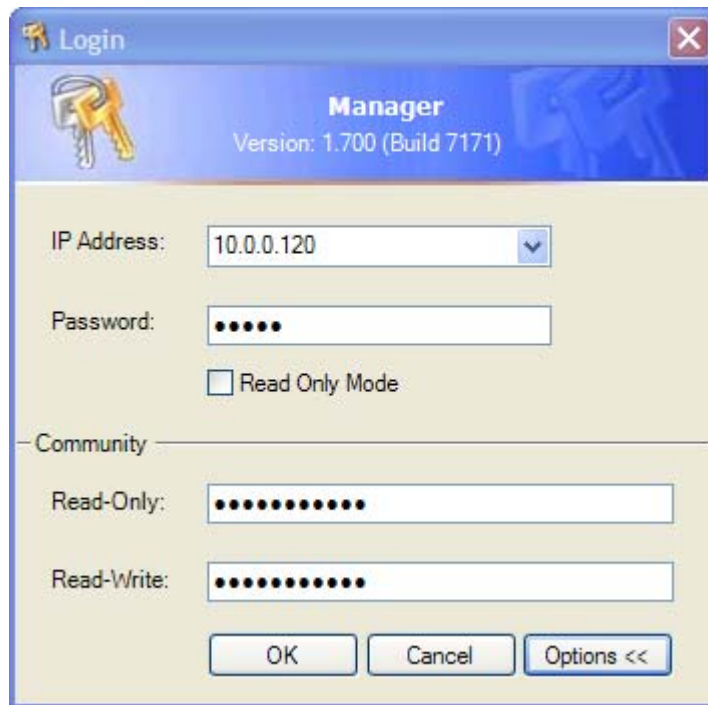 Login
Manager
Version: 1.700 (Build 7171)
IP Address: 10.0.0.120
Password: •••••
Read Only Mode
Community
Read-Only: •••••••••••
Read-Write: •••••••••••
OK Cancel Options <<